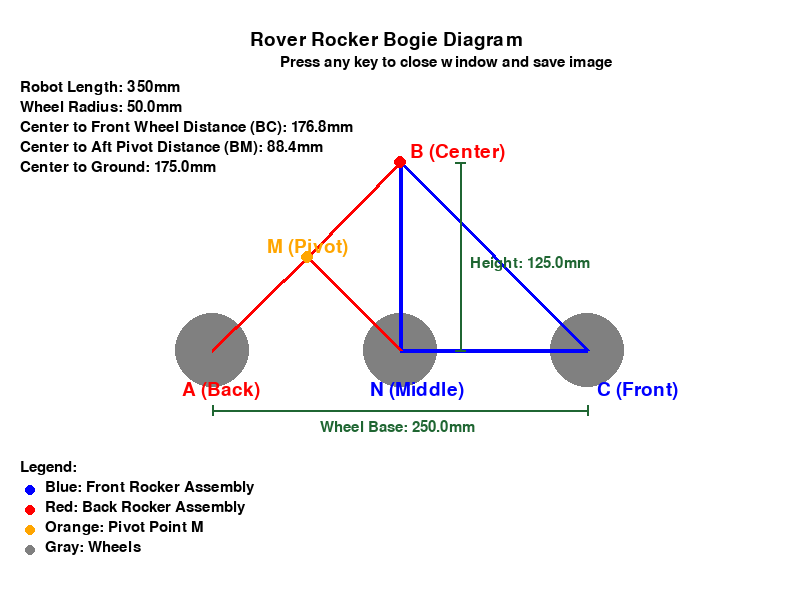 Rover Rocker Bogie Diagram
Press any key to close window and save image
Robot Length: 350mm
Wheel Radius: 50.0mm
Center to Front Wheel Distance (BC): 176.8mm
Center to Aft Pivot Distance (BM): 88.4mm
Center to Ground: 175.0mm
B (Center)
M (Pivot)
Height: 125.0mm
A (Back)
N (Middle)
C (Front)
Wheel Base: 250.0mm
Legend:
Blue: Front Rocker Assembly
Red: Back Rocker Assembly
Orange: Pivot Point M
Gray: Wheels